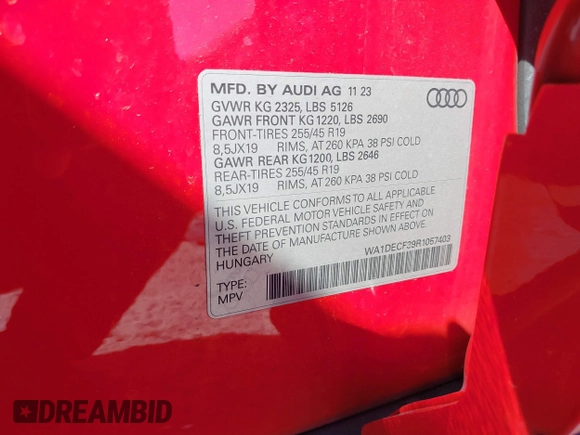 MFD. BY AUDI AG 11 23
GVWR KG 2325, LBS 5126
GAWR FRONT KG 1220, LBS 2690
FRONT-TIRES 255/45 R19
8,5JX19 RIMS, AT 260 KPA 38 PSI COLD
GAWR REAR KG1200, LBS 2646
REAR-TIRES 255/45 R19
8,5JX19 RIMS, AT 260 KPA 38 PSI COLD
THIS VEHICLE CONFORMS TO ALL APPLICABLE
U.S. FEDERAL MOTOR VEHICLE SAFETY AND
THEFT PREVENTION STANDARDS IN EFFECT ON
THE DATE OF MANUFACTURE SHOWN ABOVE.
HUNGARY
WA1DECF39R1057403
TYPE:
MPV
DREAMBID